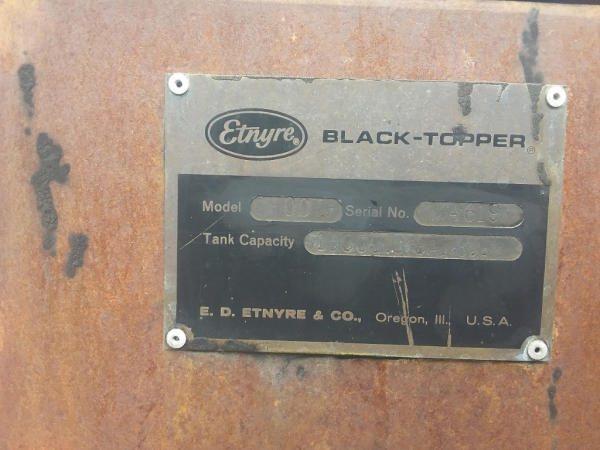 Etnyre® BLACK-TOPPER®
Model Serial No.
Tank Capacity
E. D. ETNYRE & CO., Oregon, Ill., U.S.A.